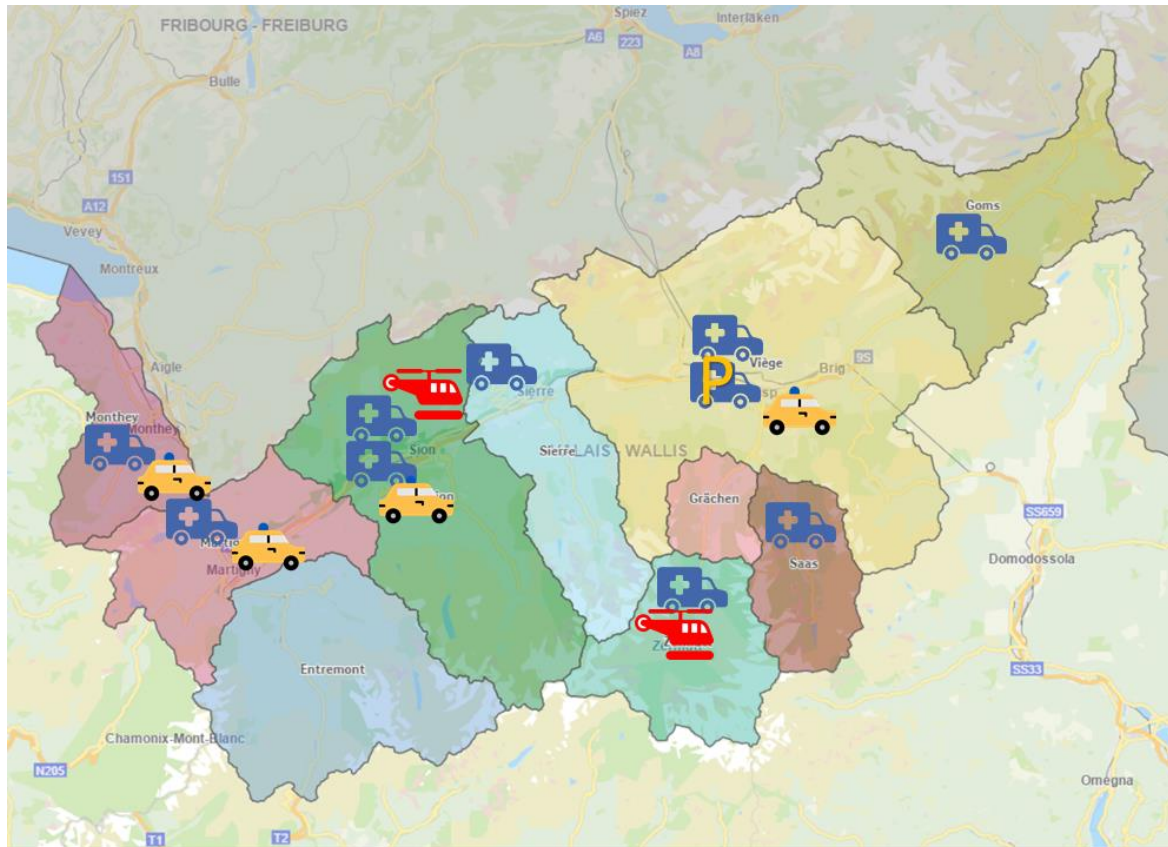 FRIBOURG - FREIBURG
Spiez
Interlaken
A6
223
A8
Bulle
151
A12
Vevey
Montreux
Goms
Aigle
Viège
Brig
9S
Sierre
Monthey
Monthey
Sion
Sierre
WALLIS
Grächen
SS659
Domodossola
Martigny
Saas
Entremont
SS33
Chamonix-Mont-Blanc
N205
Omegna
T1
T2